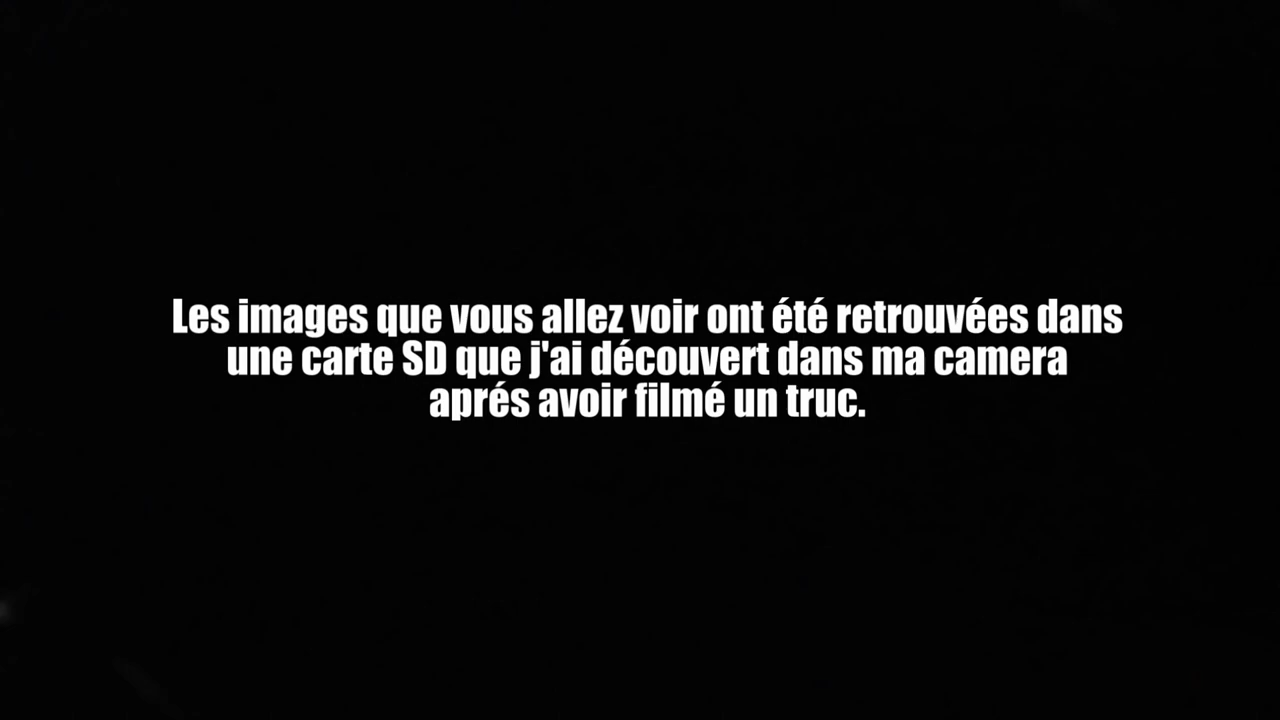 Les images que vous allez voir ont été retrouvées dans
une carte SD que j'ai découvert dans ma camera
aprés avoir filmé un truc.